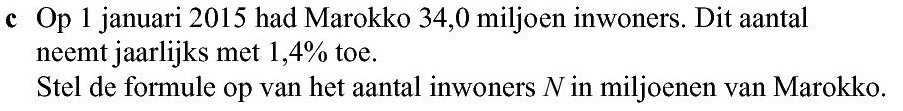 c Op 1 januari 2015 had Marokko 34,0 miljoen inwoners. Dit aantal
neemt jaarlijks met 1,4% toe.
Stel de formule op van het aantal inwoners N in miljoenen van Marokko.